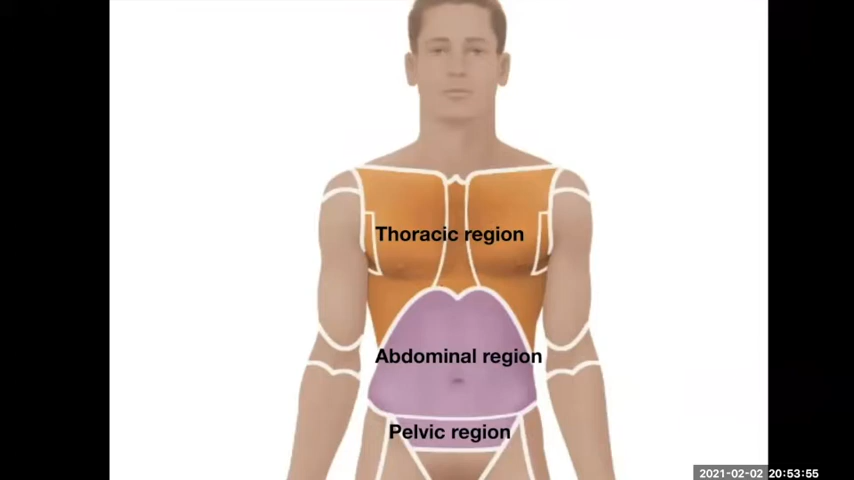 Thoracic region
Abdominal region
Pelvic region
2021-02-02 20:53:55